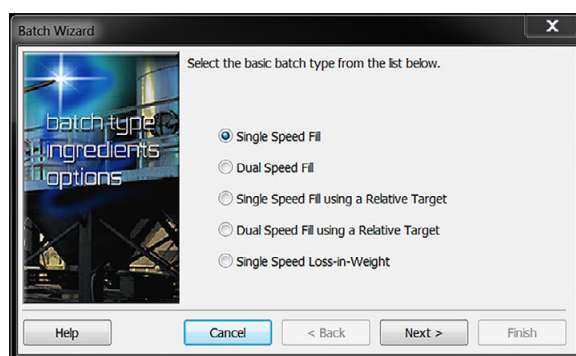 Batch Wizard
X
Select the basic batch type from the list below.
batch type
ingredients
options
Single Speed Fill
Dual Speed Fill
Single Speed Fill using a Relative Target
Dual Speed Fill using a Relative Target
Single Speed Loss-in-Weight
Help
Cancel
< Back
Next >
Finish